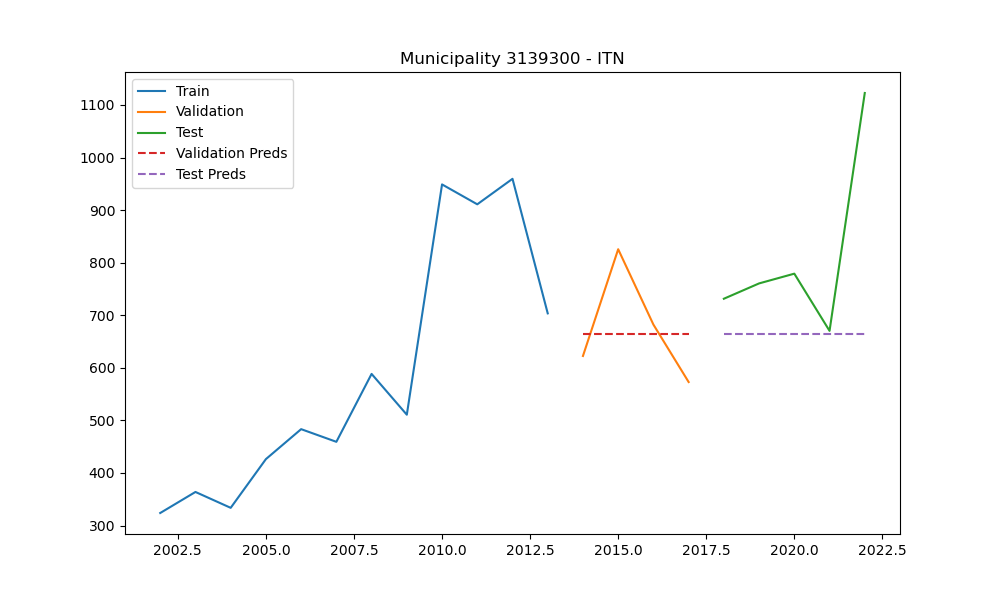 Municipality 3139300 - ITN
Train
Validation
Test
Validation Preds
Test Preds
1100
1000
900
800
700
600
500
400
300
2002.5 2005.0 2007.5 2010.0 2012.5 2015.0 2017.5 2020.0 2022.5